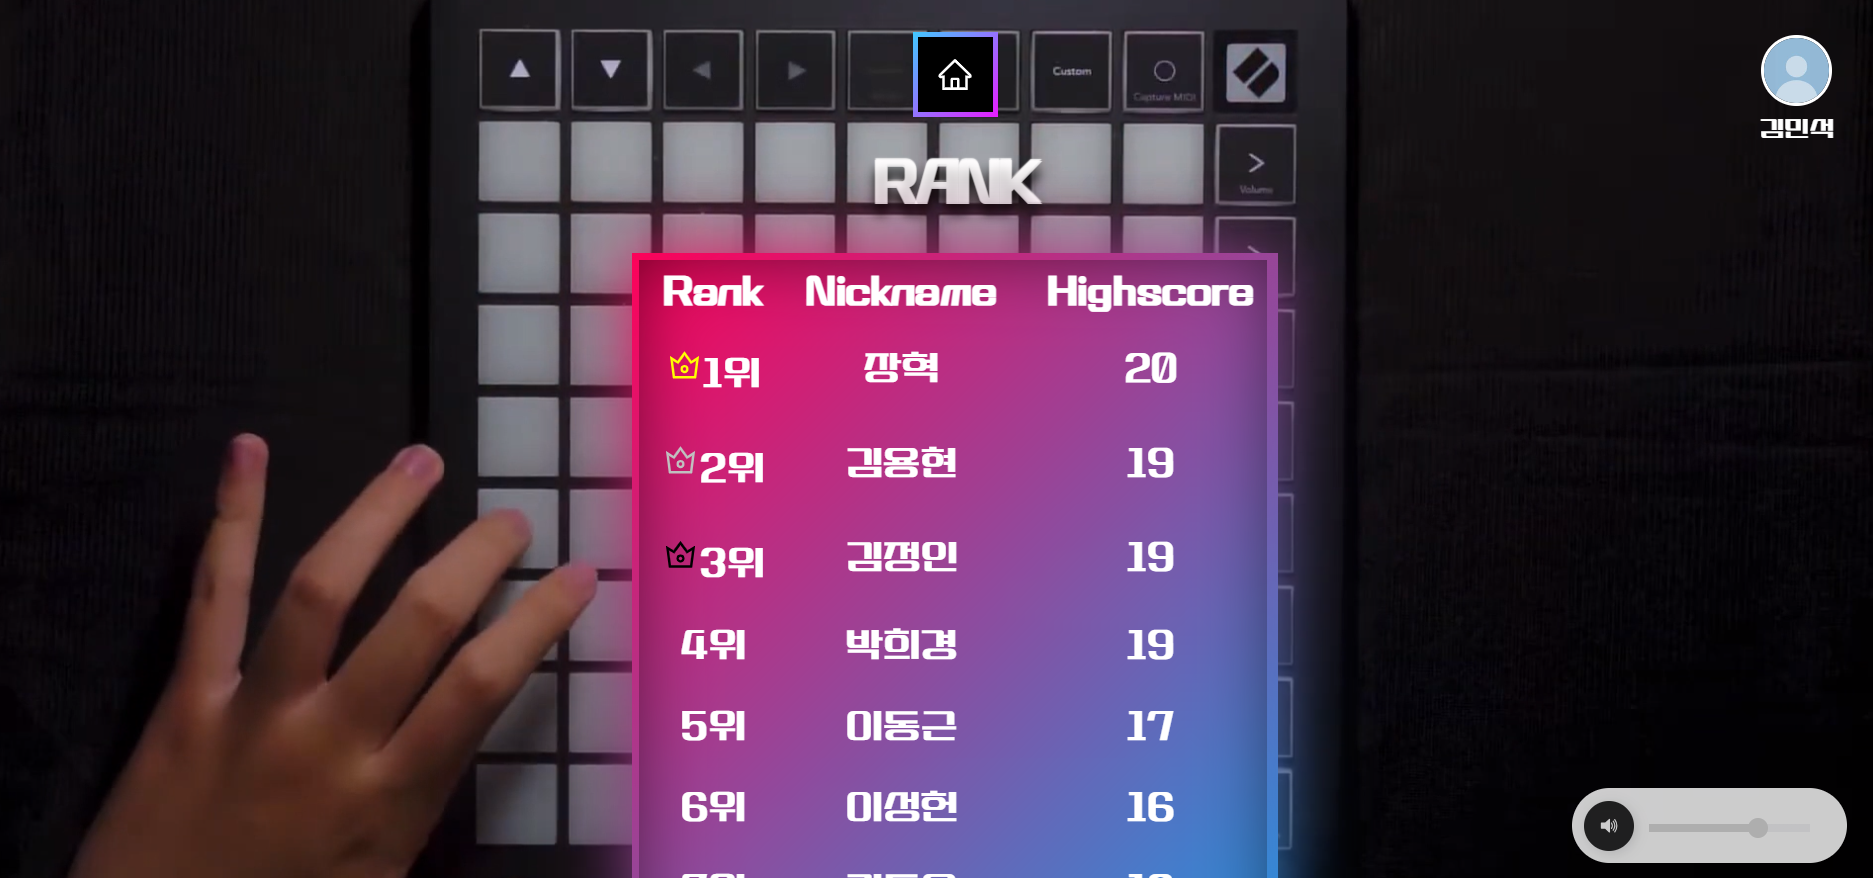 Custom
Capture MIDI
김민석
Volume
RANK
Rank Nickname Highscore
1위 장혁 20
2위 김용현 19
3위 김정인 19
4위 박희경 19
5위 이동근 17
6위 이성헌 16